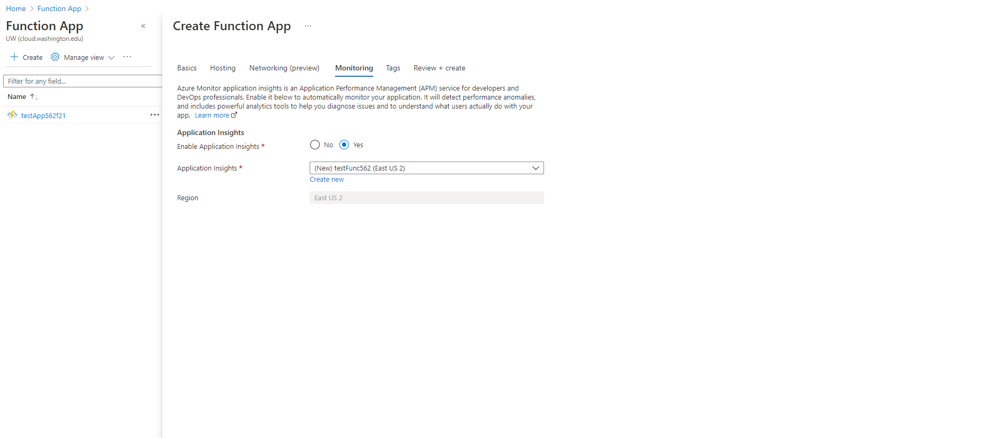 Home > Function App >
Function App
UW (cloud.washington.edu)
Create Manage view ...
Filter for any field...
Name
testApp562f21
Create Function App ...
Basics Hosting Networking (preview) Monitoring Tags Review + create
Azure Monitor application insights is an Application Performance Management (APM) service for developers and
DevOps professionals. Enable it below to automatically monitor your application. It will detect performance anomalies,
and includes powerful analytics tools to help you diagnose issues and to understand what users actually do with your
app. Learn more
Application Insights
Enable Application Insights * No Yes
Application Insights * (New) testFunc562 (East US 2)
Create new
Region East US 2